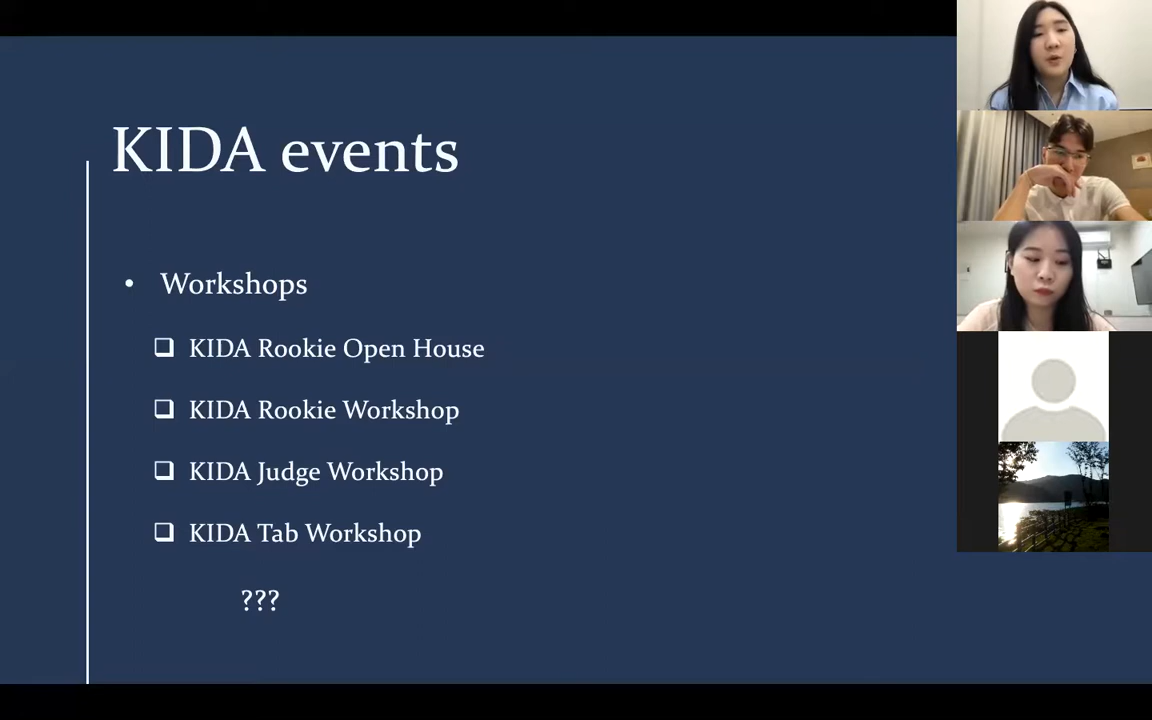 KIDA events
• Workshops
❑ KIDA Rookie Open House
❑ KIDA Rookie Workshop
❑ KIDA Judge Workshop
❑ KIDA Tab Workshop
???